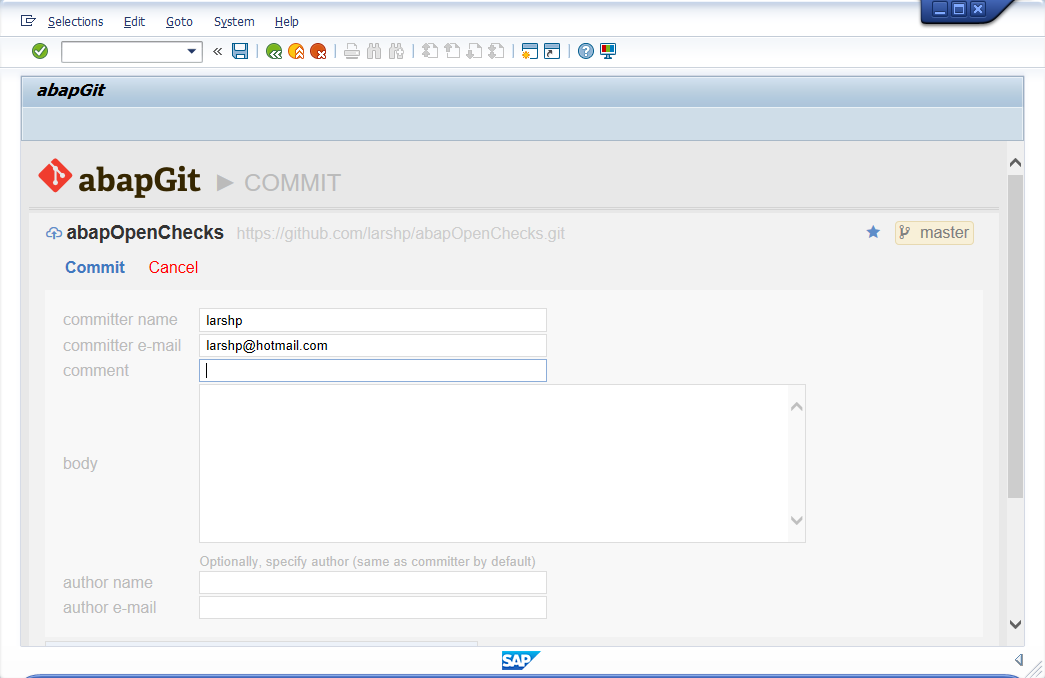 Selections Edit Goto System Help
abapGit
abapGit ▶ COMMIT
abapOpenChecks https://github.com/larshp/abapOpenChecks.git master
Commit Cancel
committer name larshp
committer e-mail larshp@hotmail.com
comment
body
Optionally, specify author (same as committer by default)
author name
author e-mail
SAP